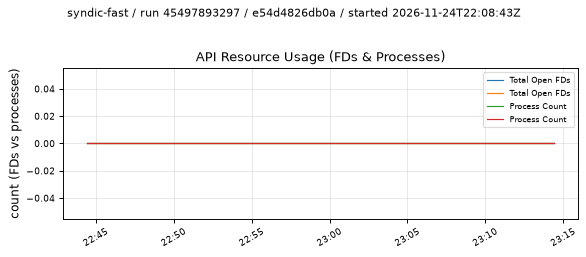 syndic-fast / run 45497893297 / e54d4826db0a / started 2026-11-24T22:08:43Z
API Resource Usage (FDs & Processes)
count (FDs vs processes)
0.04
0.02
0.00
−0.02
−0.04
Total Open FDs
Total Open FDs
Process Count
Process Count
22:45
22:50
22:55
23:00
23:05
23:10
23:15